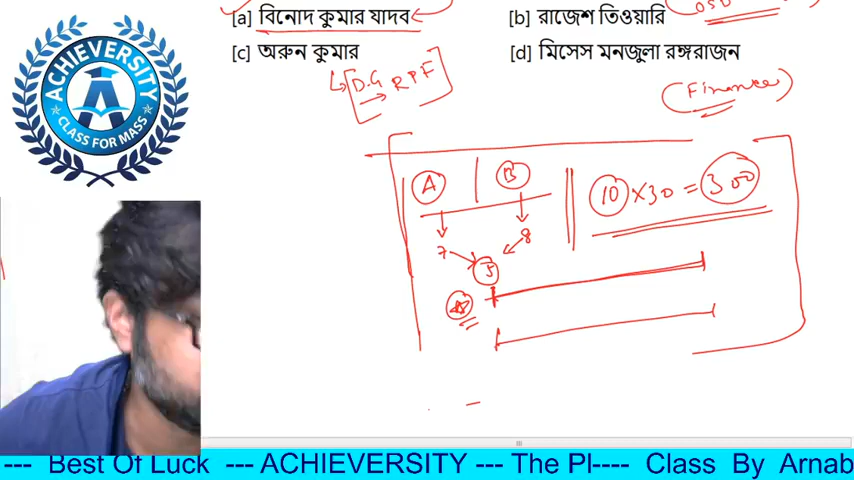 [a] বিনোদ কুমার যাদব
[b] রাজেশ তিওয়ারি
OSD
[c] অরুন কুমার
[d] মিসেস মনজুলা রঙ্গরাজন
D.G RPF
(Finance)
A | B || 10 × 30 = 300
7 8
5
A
ACHIEVERSITY
A
CLASS FOR MASS
--- Best Of Luck --- ACHIEVERSITY --- The Pl---- Class By Arnab